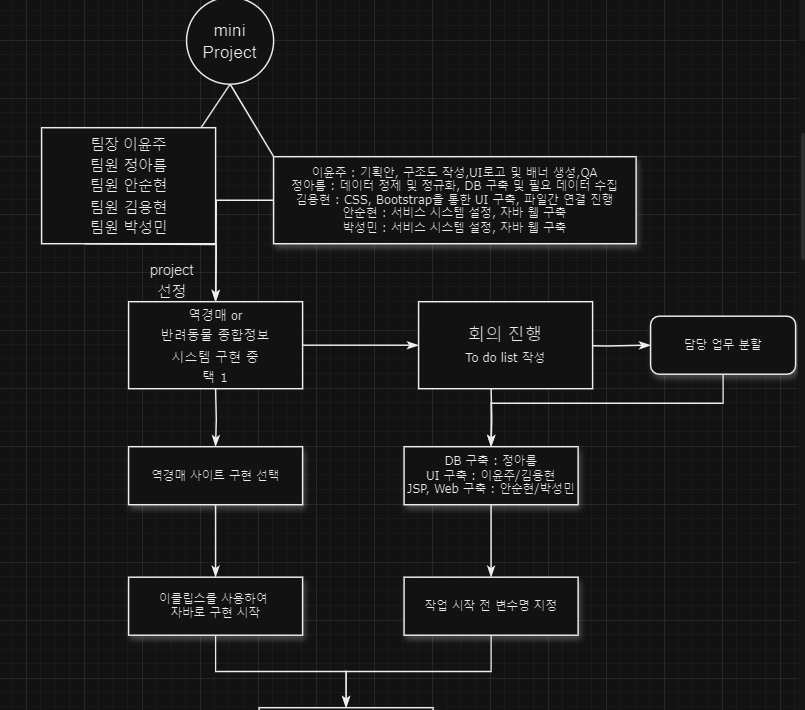 mini
Project
팀장 이윤주
팀원 정아름
팀원 안순현
팀원 김용현
팀원 박성민
이윤주 : 기획안, 구조도 작성,UI로고 및 배너 생성,QA
정아름 : 데이터 정제 및 정규화, DB 구축 및 필요 데이터 수집
김용현 : CSS, Bootstrap을 통한 UI 구축, 파일간 연결 진행
안순현 : 서비스 시스템 설정, 자바 웹 구축
박성민 : 서비스 시스템 설정, 자바 웹 구축
project
선정
역경매 or
반려동물 종합정보
시스템 구현 중
택 1
회의 진행
To do list 작성
담당 업무 분할
역경매 사이트 구현 선택
DB 구축 : 정아름
UI 구축 : 이윤주/김용현
JSP, Web 구축 : 안순현/박성민
이클립스를 사용하여
자바로 구현 시작
작업 시작 전 변수명 지정